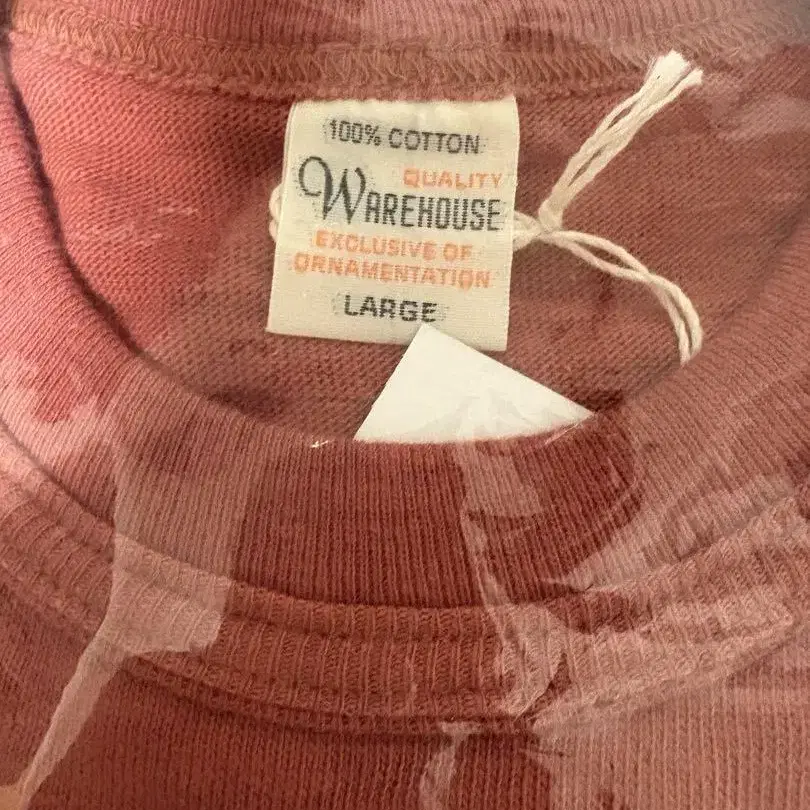 100% COTTON
QUALITY
WAREHOUSE
EXCLUSIVE OF
ORNAMENTATION
LARGE